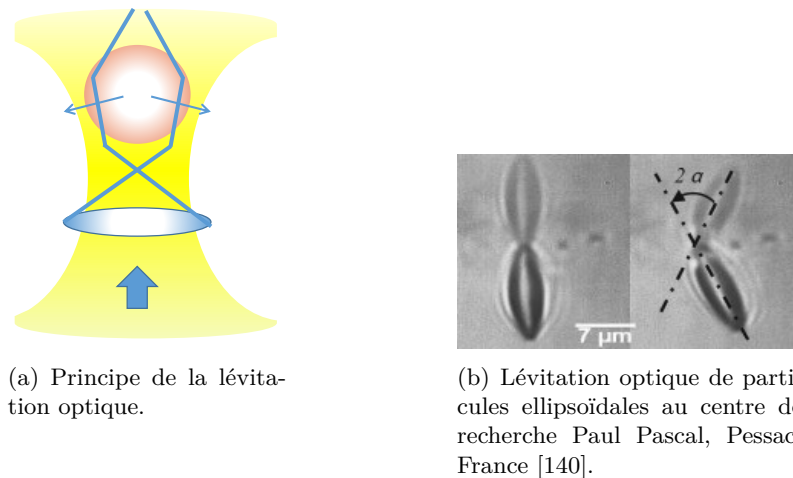 2 α
7 μm
(a) Principe de la lévita-
tion optique.
(b) Lévitation optique de parti-
cules ellipsoïdales au centre de
recherche Paul Pascal, Pessac
France [140].